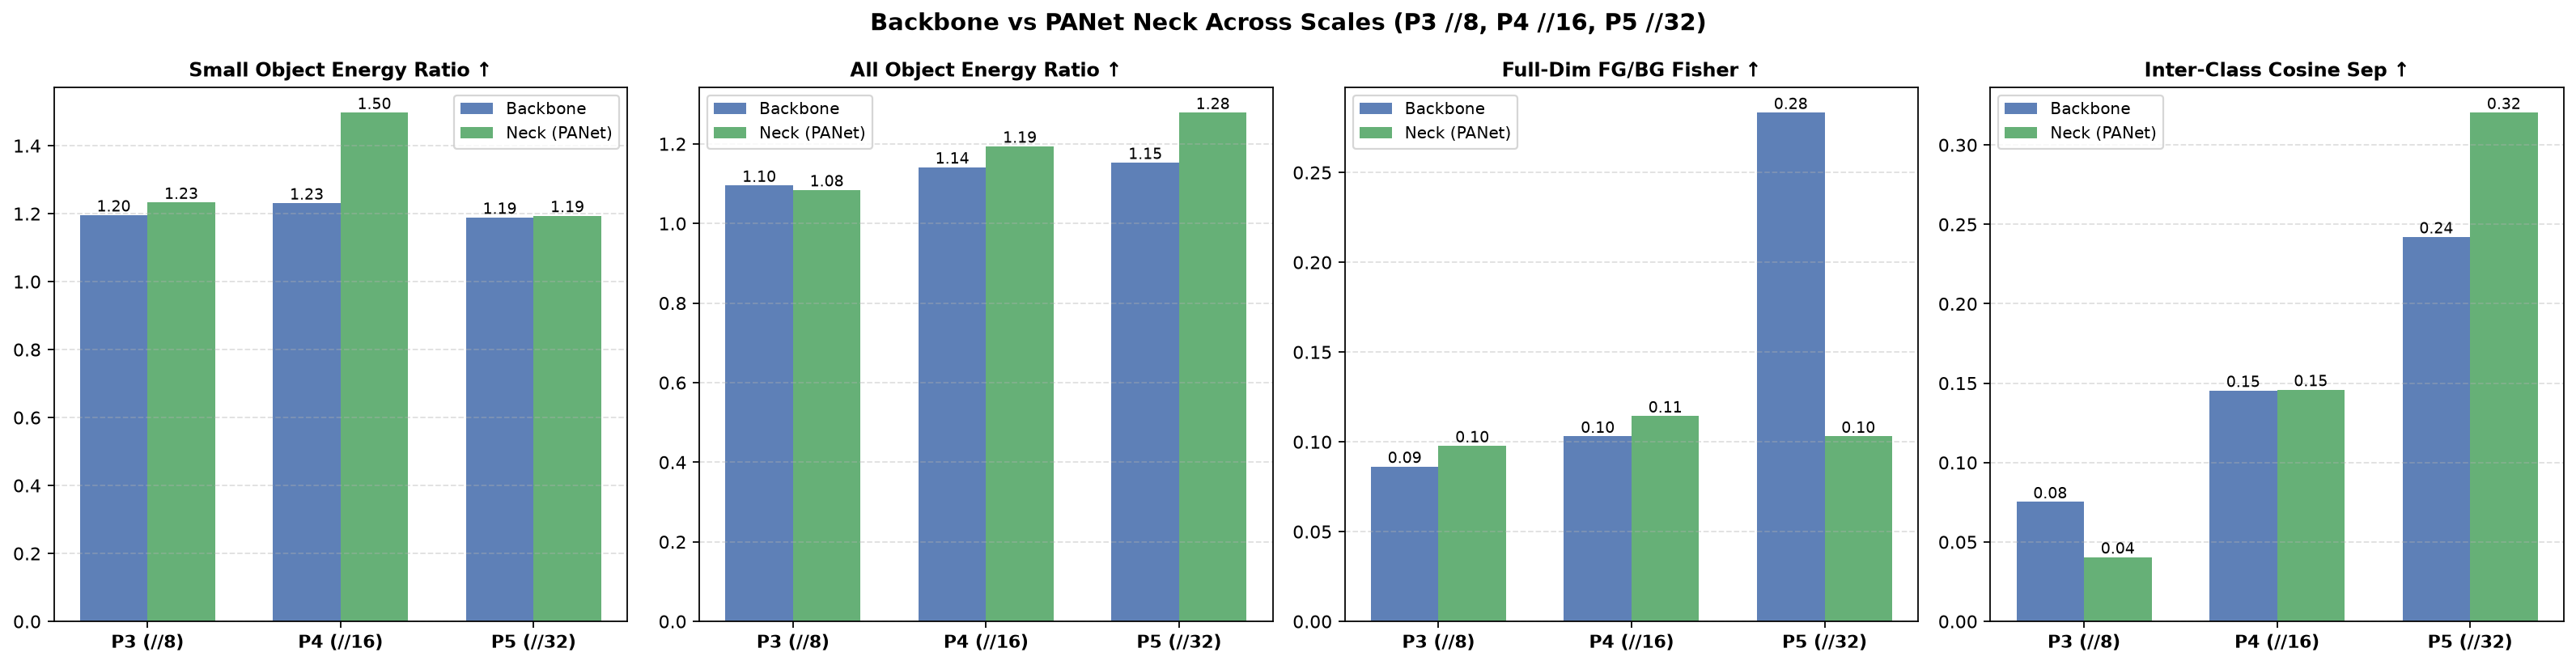 Backbone vs PANet Neck Across Scales (P3 //8, P4 //16, P5 //32)
Small Object Energy Ratio ↑
Backbone
Neck (PANet)
1.4
1.2
1.0
0.8
0.6
0.4
0.2
0.0
1.20
1.23
1.23
1.50
1.19
1.19
P3 (//8)
P4 (//16)
P5 (//32)
All Object Energy Ratio ↑
Backbone
Neck (PANet)
1.2
1.0
0.8
0.6
0.4
0.2
0.0
1.10
1.08
1.14
1.19
1.15
1.28
P3 (//8)
P4 (//16)
P5 (//32)
Full-Dim FG/BG Fisher ↑
Backbone
Neck (PANet)
0.25
0.20
0.15
0.10
0.05
0.00
0.09
0.10
0.10
0.11
0.28
0.10
P3 (//8)
P4 (//16)
P5 (//32)
Inter-Class Cosine Sep ↑
Backbone
Neck (PANet)
0.30
0.25
0.20
0.15
0.10
0.05
0.00
0.08
0.04
0.15
0.15
0.24
0.32
P3 (//8)
P4 (//16)
P5 (//32)